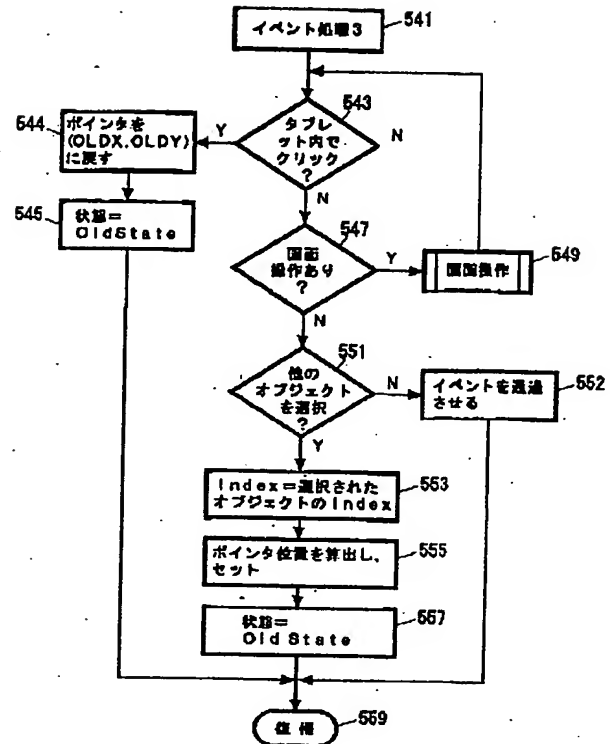 イベント処理3
541
543
タブレ
ット内で
クリック
?
Y
N
N
544
ポインタを
(OLDX,OLDY)
に戻す
545
状態=
OldState
547
画面
操作あり
?
Y
N
549
画面操作
551
他の
オブジェクト
を選択
?
N
Y
552
イベントを通過
させる
553
Index=選択された
オブジェクトのIndex
555
ポインタ位置を算出し、
セット
557
状態=
Old State
復帰
559